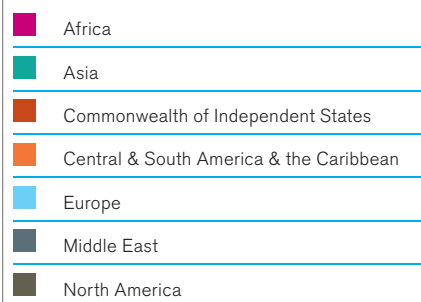 Africa
Asia
Commonwealth of Independent States
Central & South America & the Caribbean
Europe
Middle East
North America